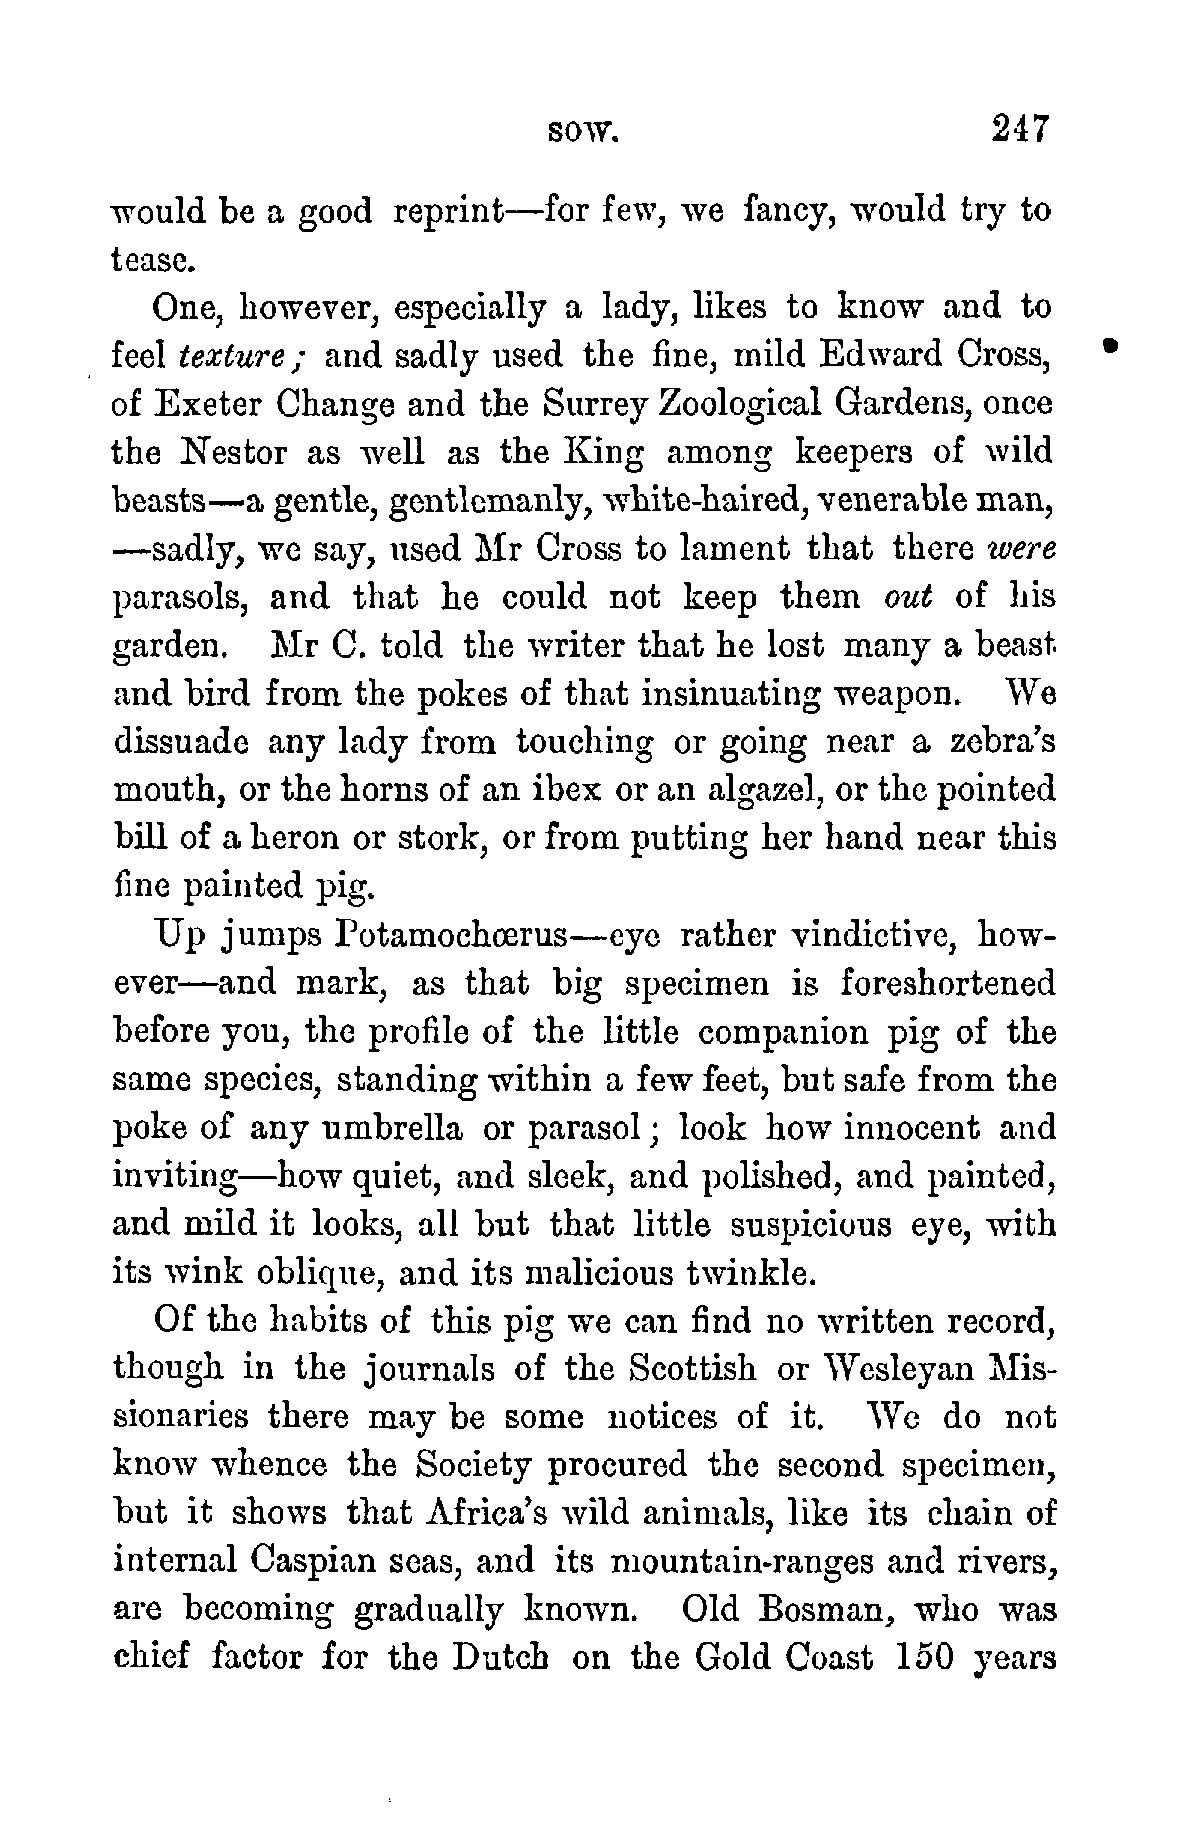 SOW. 247
would be a good reprint—for few, we fancy, would try to
tease.
One, however, especially a lady, likes to know and to
feel texture; and sadly used the fine, mild Edward Cross,
of Exeter Change and the Surrey Zoological Gardens, once
the Nestor as well as the King among keepers of wild
beasts—a gentle, gentlemanly, white-haired, venerable man,
—sadly, we say, used Mr Cross to lament that there were
parasols, and that he could not keep them out of his
garden. Mr C. told the writer that he lost many a beast
and bird from the pokes of that insinuating weapon. We
dissuade any lady from touching or going near a zebra's
mouth, or the horns of an ibex or an algazel, or the pointed
bill of a heron or stork, or from putting her hand near this
fine painted pig.
Up jumps Potamochœrus—eye rather vindictive, how-
ever—and mark, as that big specimen is foreshortened
before you, the profile of the little companion pig of the
same species, standing within a few feet, but safe from the
poke of any umbrella or parasol; look how innocent and
inviting—how quiet, and sleek, and polished, and painted,
and mild it looks, all but that little suspicious eye, with
its wink oblique, and its malicious twinkle.
Of the habits of this pig we can find no written record,
though in the journals of the Scottish or Wesleyan Mis-
sionaries there may be some notices of it. We do not
know whence the Society procured the second specimen,
but it shows that Africa's wild animals, like its chain of
internal Caspian seas, and its mountain-ranges and rivers,
are becoming gradually known. Old Bosman, who was
chief factor for the Dutch on the Gold Coast 150 years